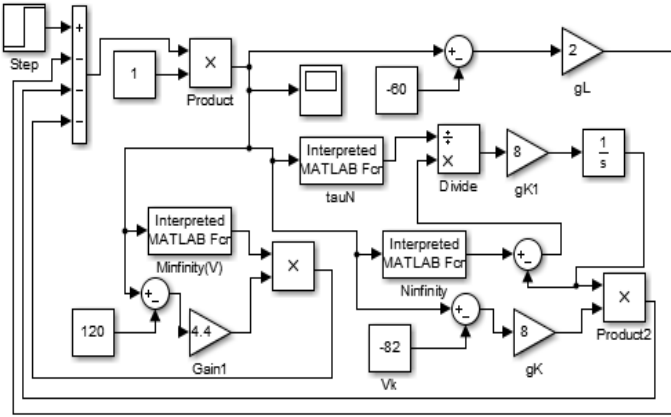 +
−
−
−
Step
1
×
Product
+
−
-60
2
gL
Interpreted
MATLAB Fcn
tauN
÷
×
Divide
8
gK1
1
s
Interpreted
MATLAB Fcn
Minfinity(V)
×
Interpreted
MATLAB Fcn
Ninfinity
+
−
+
−
120
4.4
Gain1
+
−
-82
Vk
8
gK
×
Product2